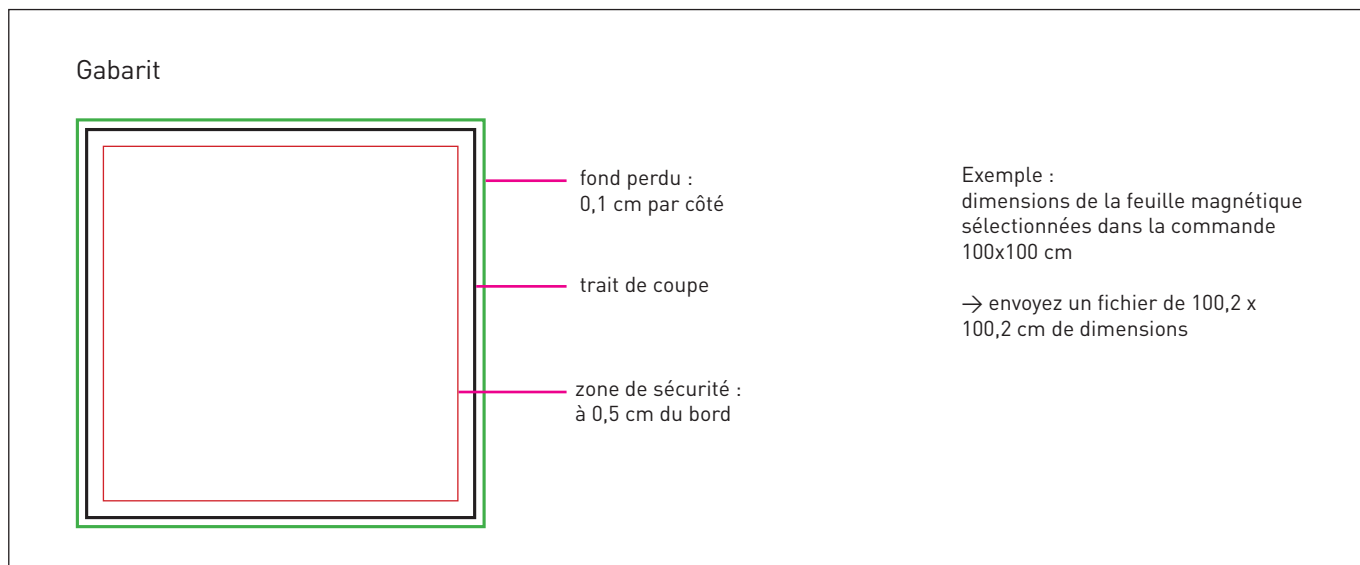 Gabarit
fond perdu :
0,1 cm par côté
trait de coupe
zone de sécurité :
à 0,5 cm du bord
Exemple :
dimensions de la feuille magnétique
sélectionnées dans la commande
100x100 cm
→ envoyez un fichier de 100,2 x
100,2 cm de dimensions